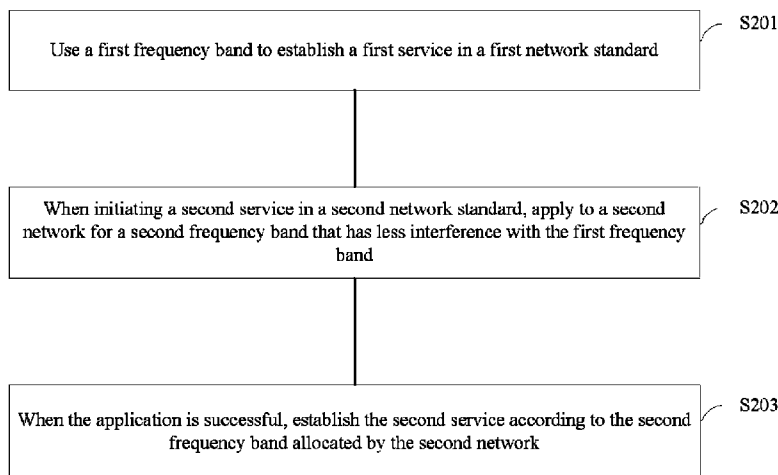 S201
Use a first frequency band to establish a first service in a first network standard
When initiating a second service in a second network standard, apply to a second
network for a second frequency band that has less interference with the first frequency
band
S202
When the application is successful, establish the second service according to the second
frequency band allocated by the second network
S203